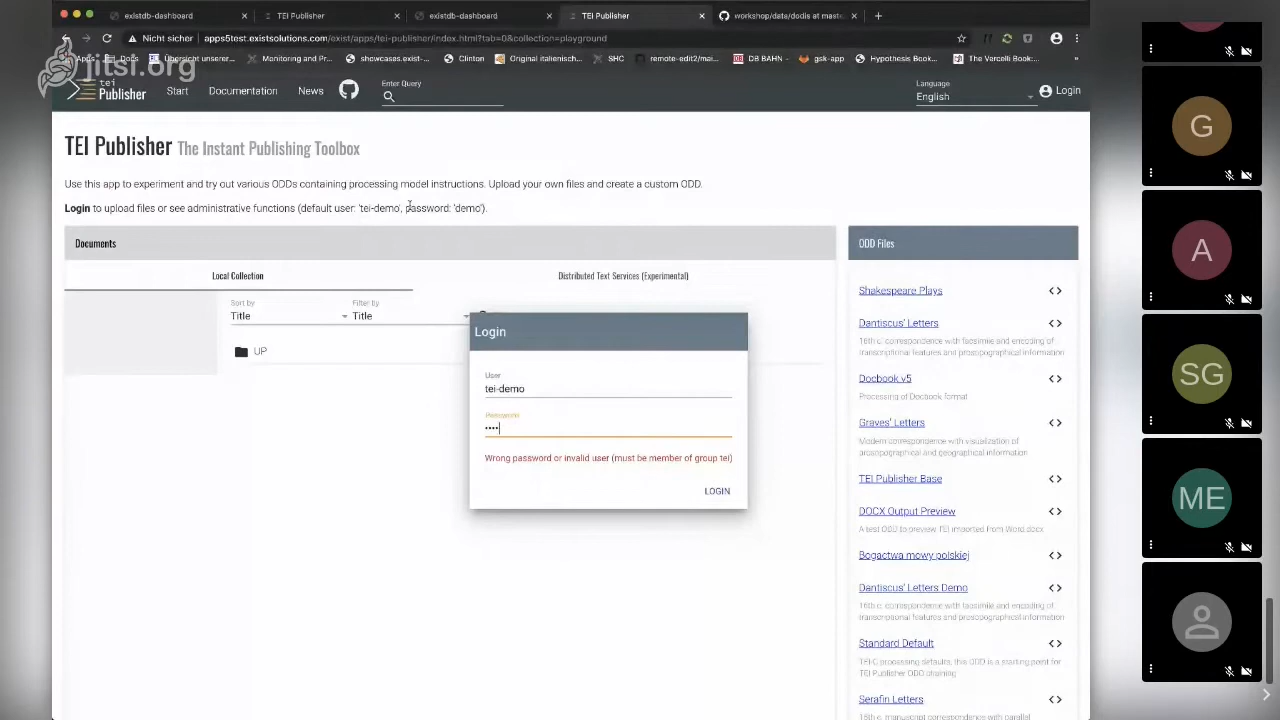 existdb-dashboard
TEI Publisher
existdb-dashboard
TEI Publisher
workshop/data/dodis at maste
Nicht sicher
apps5test.existsolutions.com/exist/apps/tei-publisher/index.html?tab=0&collection=playground
Apps
Docs
Übersicht unserer...
Monitoring and Pr...
showcases.exist-...
Clinton
Original italienisch...
SHC
remote-edit2/mai...
DB BAHN -
gsk-app
Hypothesis Book...
The Vercelli Book:...
jitsi.org
tei
Publisher
Start
Documentation
News
Enter Query
Language
English
Login
TEI Publisher The Instant Publishing Toolbox
Use this app to experiment and try out various ODDs containing processing model instructions. Upload your own files and create a custom ODD.
Login to upload files or see administrative functions (default user: 'tei-demo', password: 'demo').
Documents
Local Collection
Distributed Text Services (Experimental)
Sort by
Title
Filter by
Title
UP
Login
User
tei-demo
Password
••••
Wrong password or invalid user (must be member of group tei)
LOGIN
ODD Files
Shakespeare Plays
Dantiscus' Letters
16th c. correspondence with facsimile and encoding of
transcriptional features and prosopographical information
Docbook v5
Processing of Docbook format
Graves' Letters
Modern correspondence with visualization of
prosopographical and geographical information
TEI Publisher Base
DOCX Output Preview
A test ODD to preview TEI imported from Word docx
Bogactwa mowy polskiej
Dantiscus' Letters Demo
16th c. correspondence with facsimile and encoding of
transcriptional features and prosopographical information
Standard Default
TEI-C processing defaults, this ODD is a starting point for
TEI Publisher ODD chaining
Serafin Letters
15th c. manuscript correspondence with parallel
G
A
SG
ME